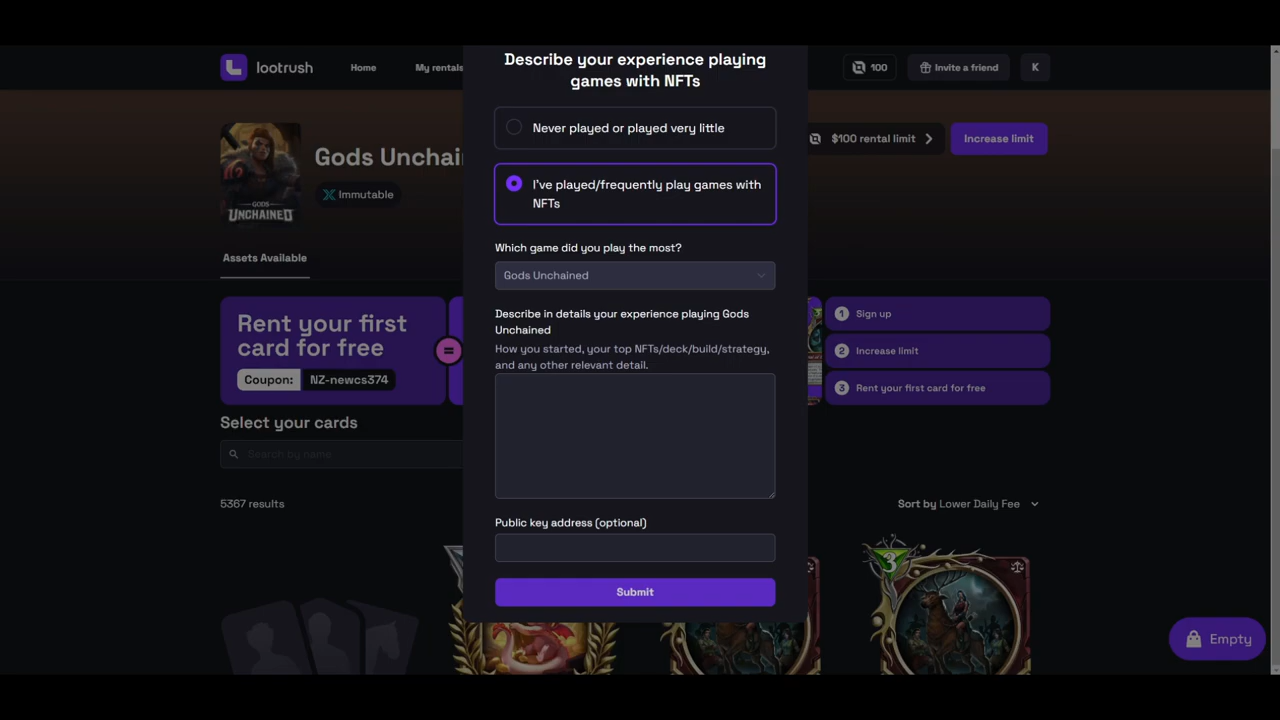 Describe your experience playing
games with NFTs
lootrush
Home
My rentals
100
Invite a friend
K
Never played or played very little
Gods Unchai
Immutable
$100 rental limit
Increase limit
I've played/frequently play games with
NFTs
GODS
UNCHAINED
Assets Available
Which game did you play the most?
Gods Unchained
Rent your first
card for free
Coupon:
NZ-newcs374
=
Describe in details your experience playing Gods
Unchained
How you started, your top NFTs/deck/build/strategy,
and any other relevant detail.
1 Sign up
2 Increase limit
3 Rent your first card for free
Select your cards
Search by name
5367 results
Sort by Lower Daily Fee
Public key address (optional)
Submit
3
Empty